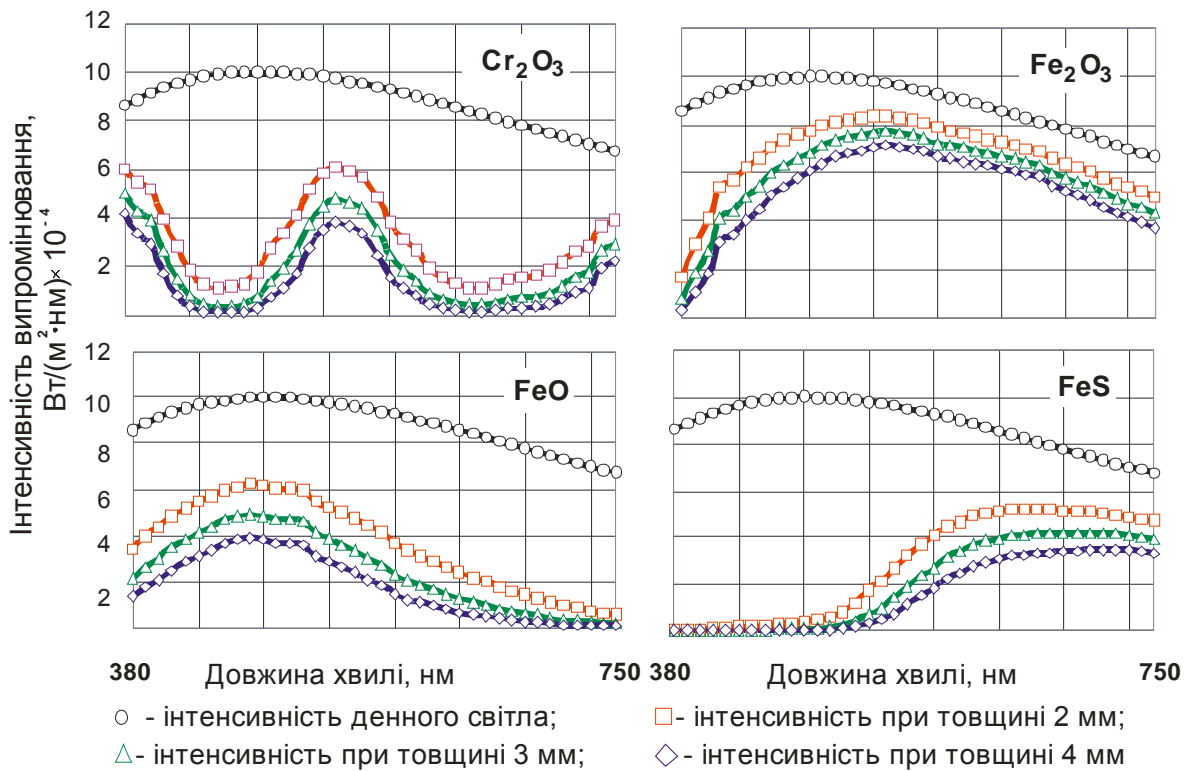 Інтенсивність випромінювання,
Вт/(м²•нм)× 10⁻⁴
12
10
8
6
4
2
Cr₂O₃
Fe₂O₃
12
10
8
6
4
2
FeO
FeS
380 Довжина хвилі, нм 750
380 Довжина хвилі, нм 750
○ - інтенсивність денного світла;
□ - інтенсивність при товщині 2 мм;
△ - інтенсивність при товщині 3 мм;
◇ - інтенсивність при товщині 4 мм